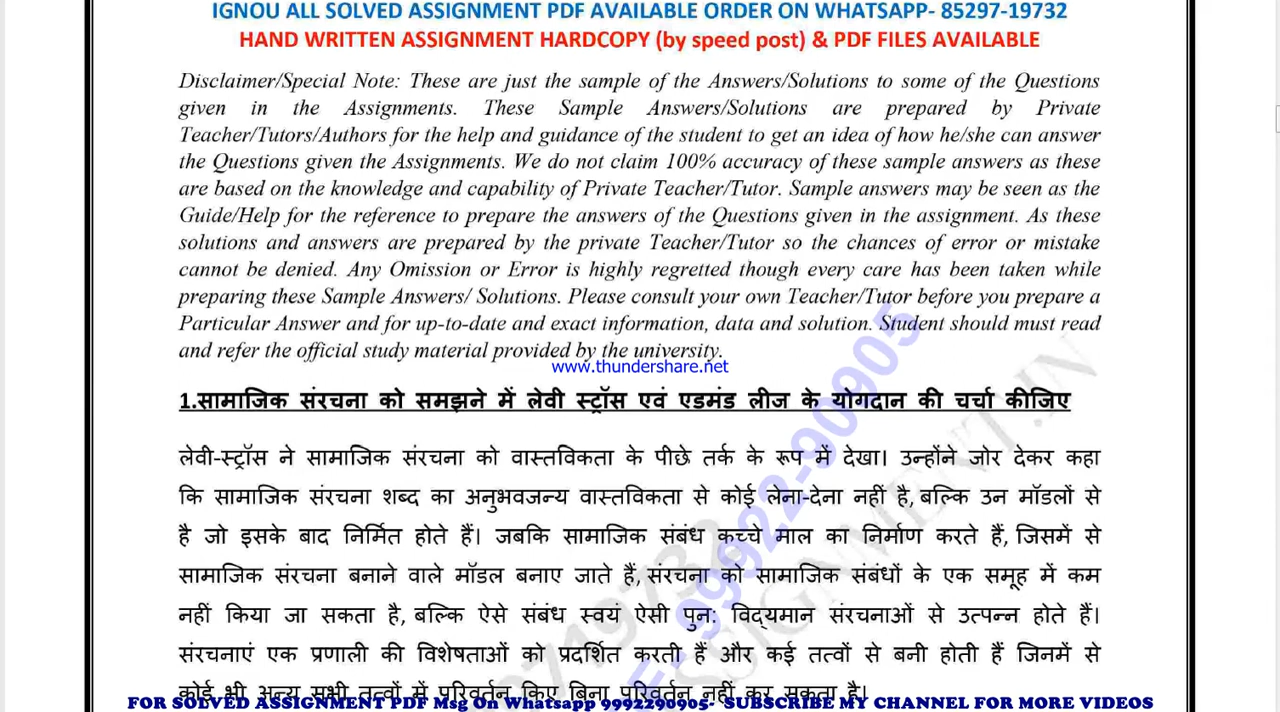 IGNOU ALL SOLVED ASSIGNMENT PDF AVAILABLE ORDER ON WHATSAPP- 85297-19732
HAND WRITTEN ASSIGNMENT HARDCOPY (by speed post) & PDF FILES AVAILABLE
Disclaimer/Special Note: These are just the sample of the Answers/Solutions to some of the Questions
given in the Assignments. These Sample Answers/Solutions are prepared by Private
Teacher/Tutors/Authors for the help and guidance of the student to get an idea of how he/she can answer
the Questions given the Assignments. We do not claim 100% accuracy of these sample answers as these
are based on the knowledge and capability of Private Teacher/Tutor. Sample answers may be seen as the
Guide/Help for the reference to prepare the answers of the Questions given in the assignment. As these
solutions and answers are prepared by the private Teacher/Tutor so the chances of error or mistake
cannot be denied. Any Omission or Error is highly regretted though every care has been taken while
preparing these Sample Answers/ Solutions. Please consult your own Teacher/Tutor before you prepare a
Particular Answer and for up-to-date and exact information, data and solution. Student should must read
and refer the official study material provided by the university.
www.thundershare.net
1.सामाजिक संरचना को समझने में लेवी स्ट्रॉस एवं एडमंड लीज के योगदान की चर्चा कीजिए
लेवी-स्ट्रॉस ने सामाजिक संरचना को वास्तविकता के पीछे तर्क के रूप में देखा। उन्होंने जोर देकर कहा
कि सामाजिक संरचना शब्द का अनुभवजन्य वास्तविकता से कोई लेना-देना नहीं है, बल्कि उन मॉडलों से
है जो इसके बाद निर्मित होते हैं। जबकि सामाजिक संबंध कच्चे माल का निर्माण करते हैं, जिसमें से
सामाजिक संरचना बनाने वाले मॉडल बनाए जाते हैं, संरचना को सामाजिक संबंधों के एक समूह में कम
नहीं किया जा सकता है, बल्कि ऐसे संबंध स्वयं ऐसी पुन: विद्यमान संरचनाओं से उत्पन्न होते हैं।
संरचनाएं एक प्रणाली की विशेषताओं को प्रदर्शित करती हैं और कई तत्वों से बनी होती हैं जिनमें से
कोई भी अन्य सभी तत्वों में परिवर्तन किए बिना परिवर्तन नहीं कर सकता है।
FOR SOLVED ASSIGNMENT PDF Msg On Whatsapp 9992290905- SUBSCRIBE MY CHANNEL FOR MORE VIDEOS
99922-90905